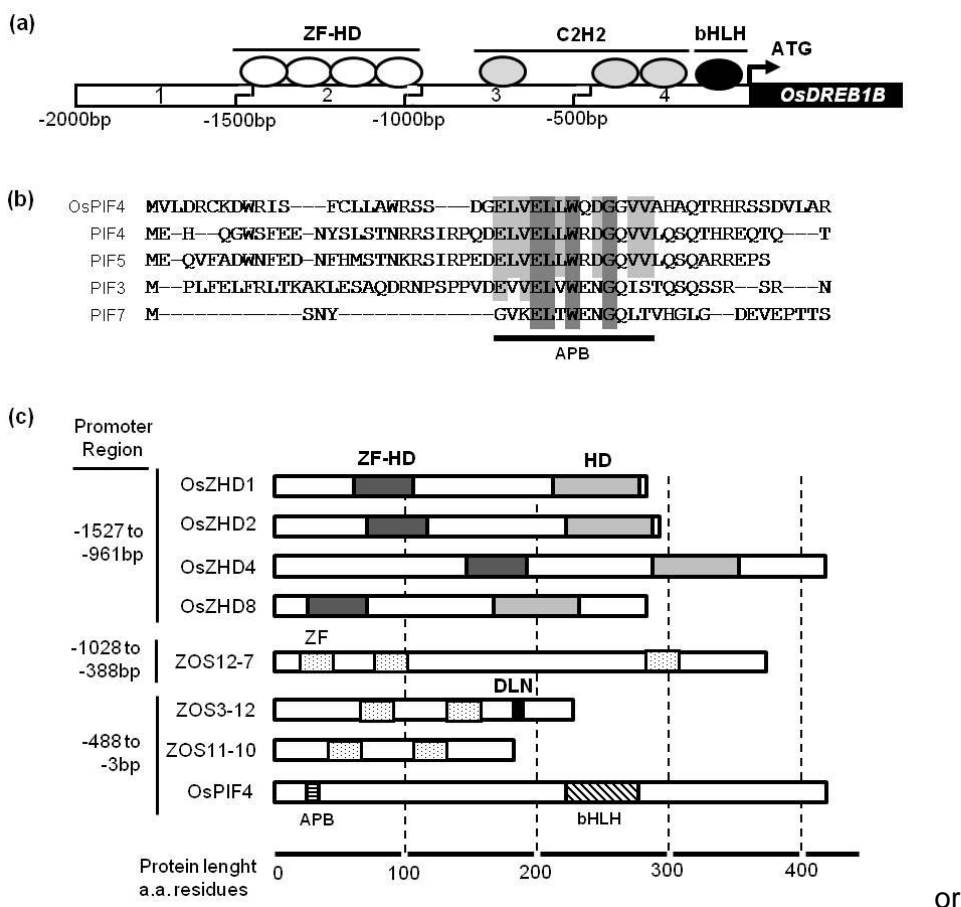 (a)
ZF-HD C2H2 bHLH
ATG
1 2 3 4 OsDREB1B
-2000bp -1500bp -1000bp -500bp
(b)
OsPIF4 MVLDRCKDWRIS---FCLLAWRSS--DGELVELLWQDGGVVAHAQTRHRSSDVLAR
PIF4 ME-H--QGWSFEE-NYSLSTNRRSIRPQDELVELLWRDGQVVLQSQTHREQTQ---T
PIF5 ME-QVFADWNFED-NFHMSTNKRSIRPEDELVELLWRDGQVVLQSQARREPS
PIF3 M--PLFELFRLTKAKLESAQDRNPSPPVDEVVELVWENGQISTQSQSSR--SR--N
PIF7 M------------SNY-------------GVKELTWENGQLTVHGLG--DEVEPTTS
APB
(c)
Promoter
Region
ZF-HD HD
OsZHD1
OsZHD2
-1527 to
-961bp
OsZHD4
OsZHD8
ZF
-1028 to
-388bp
ZOS12-7
DLN
ZOS3-12
-488 to
-3bp
ZOS11-10
OsPIF4
APB bHLH
Protein lenght
a.a. residues
0 100 200 300 400
or